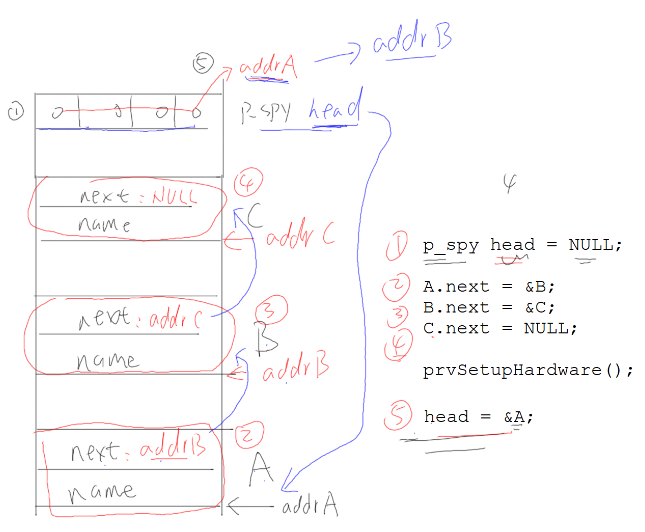 ⑤ addrA addrB
① 0 0 0 0 p_spy head
next: NULL ④
name C
addr C
next: addrC ③
name B
addrB
next: addrB ②
name A
addrA
4
① p_spy head = NULL;
② A.next = &B;
③ B.next = &C;
④ C.next = NULL;
prvSetupHardware();
⑤ head = &A;